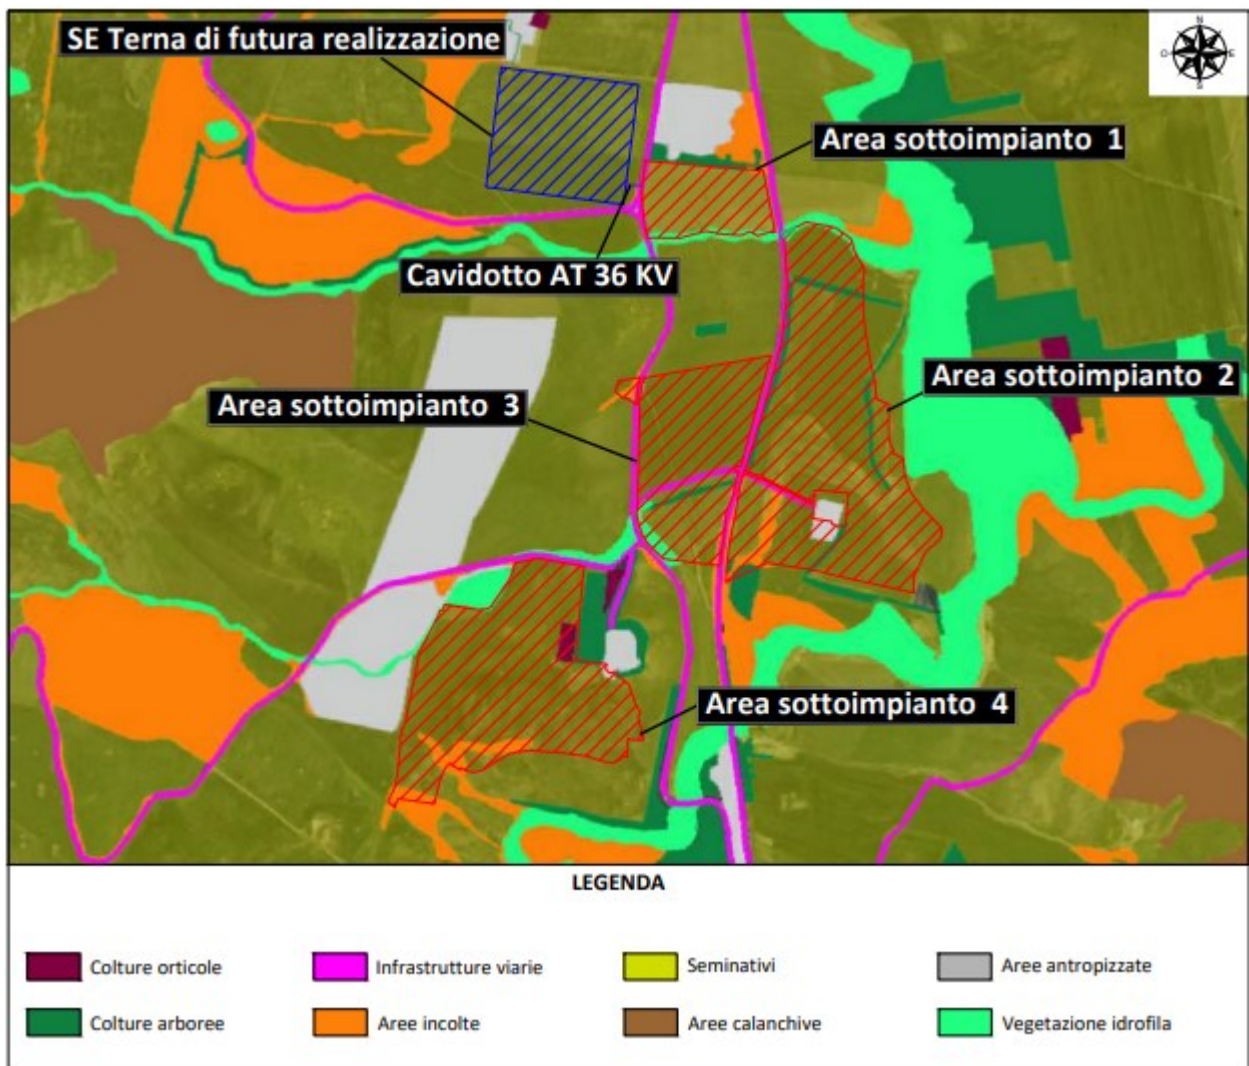 SE Terna di futura realizzazione
N
O
E
S
Area sottoimpianto 1
Cavidotto AT 36 KV
Area sottoimpianto 2
Area sottoimpianto 3
Area sottoimpianto 4
LEGENDA
Colture orticole
Infrastrutture viarie
Seminativi
Aree antropizzate
Colture arboree
Aree incolte
Aree calanchive
Vegetazione idrofila